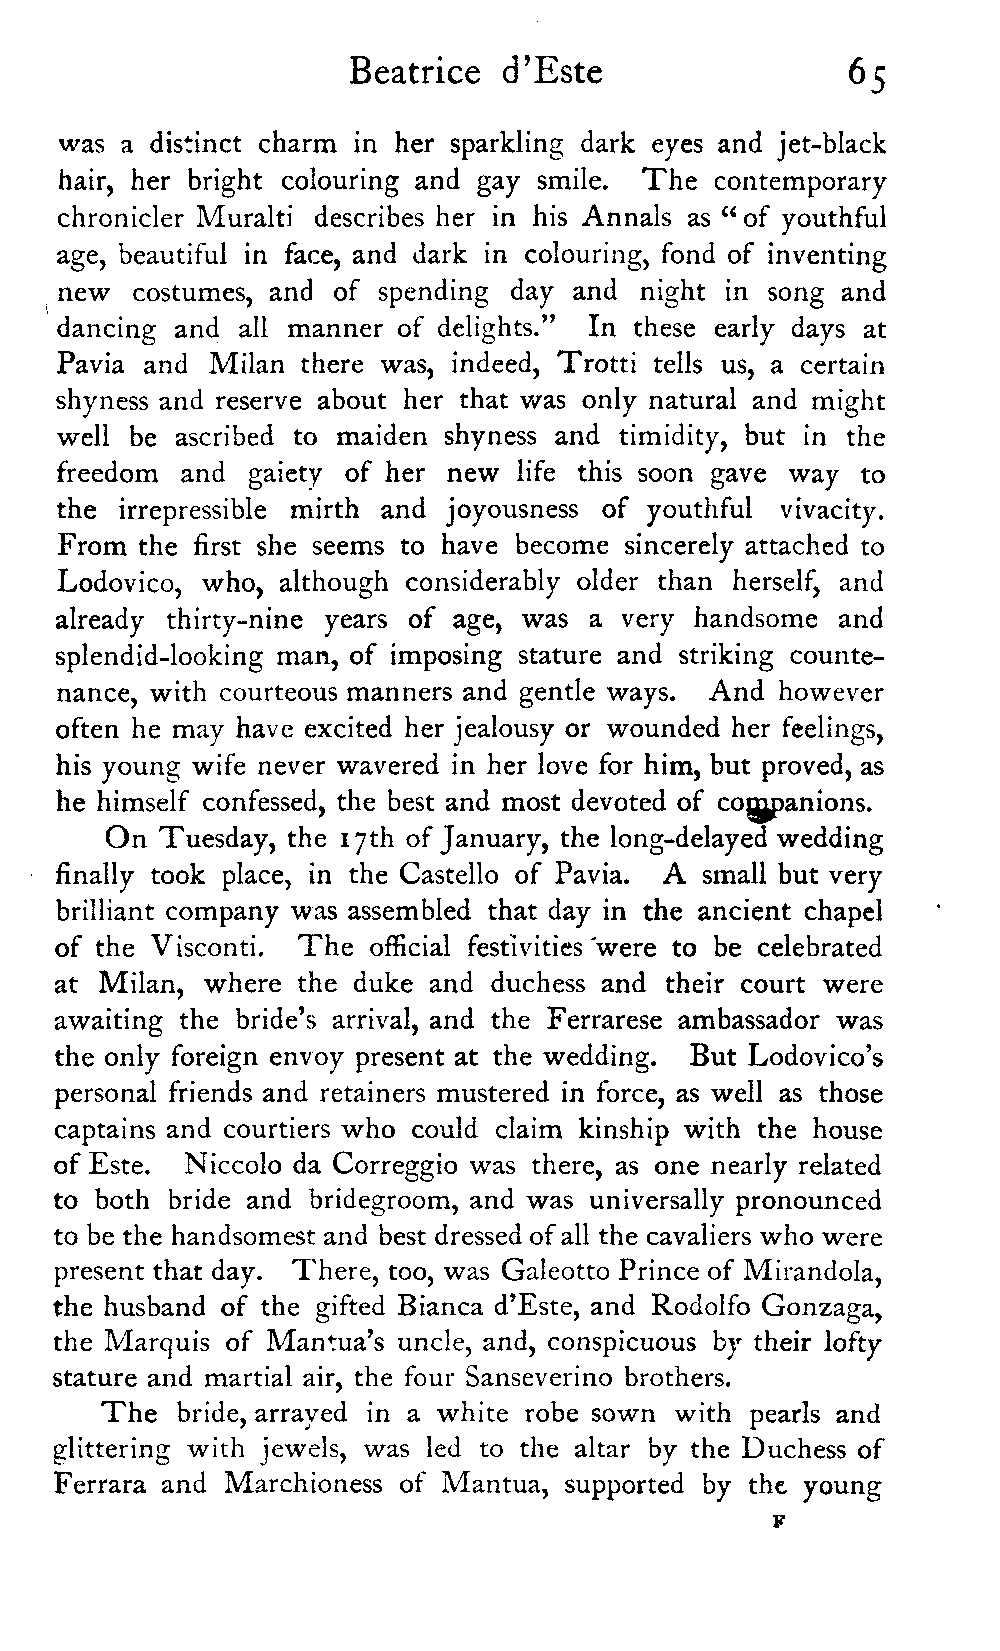 Beatrice d'Este 65
was a distinct charm in her sparkling dark eyes and jet-black
hair, her bright colouring and gay smile. The contemporary
chronicler Muralti describes her in his Annals as “of youthful
age, beautiful in face, and dark in colouring, fond of inventing
new costumes, and of spending day and night in song and
dancing and all manner of delights.” In these early days at
Pavia and Milan there was, indeed, Trotti tells us, a certain
shyness and reserve about her that was only natural and might
well be ascribed to maiden shyness and timidity, but in the
freedom and gaiety of her new life this soon gave way to
the irrepressible mirth and joyousness of youthful vivacity.
From the first she seems to have become sincerely attached to
Lodovico, who, although considerably older than herself, and
already thirty-nine years of age, was a very handsome and
splendid-looking man, of imposing stature and striking counte-
nance, with courteous manners and gentle ways. And however
often he may have excited her jealousy or wounded her feelings,
his young wife never wavered in her love for him, but proved, as
he himself confessed, the best and most devoted of companions.
On Tuesday, the 17th of January, the long-delayed wedding
finally took place, in the Castello of Pavia. A small but very
brilliant company was assembled that day in the ancient chapel
of the Visconti. The official festivities were to be celebrated
at Milan, where the duke and duchess and their court were
awaiting the bride's arrival, and the Ferrarese ambassador was
the only foreign envoy present at the wedding. But Lodovico's
personal friends and retainers mustered in force, as well as those
captains and courtiers who could claim kinship with the house
of Este. Niccolo da Correggio was there, as one nearly related
to both bride and bridegroom, and was universally pronounced
to be the handsomest and best dressed of all the cavaliers who were
present that day. There, too, was Galeotto Prince of Mirandola,
the husband of the gifted Bianca d'Este, and Rodolfo Gonzaga,
the Marquis of Mantua's uncle, and, conspicuous by their lofty
stature and martial air, the four Sanseverino brothers.
The bride, arrayed in a white robe sown with pearls and
glittering with jewels, was led to the altar by the Duchess of
Ferrara and Marchioness of Mantua, supported by the young
F